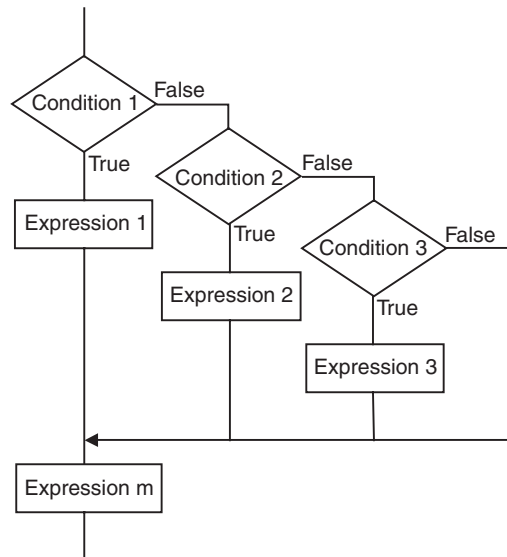 Condition 1
False
True
Expression 1
Condition 2
False
True
Expression 2
Condition 3
False
True
Expression 3
Expression m